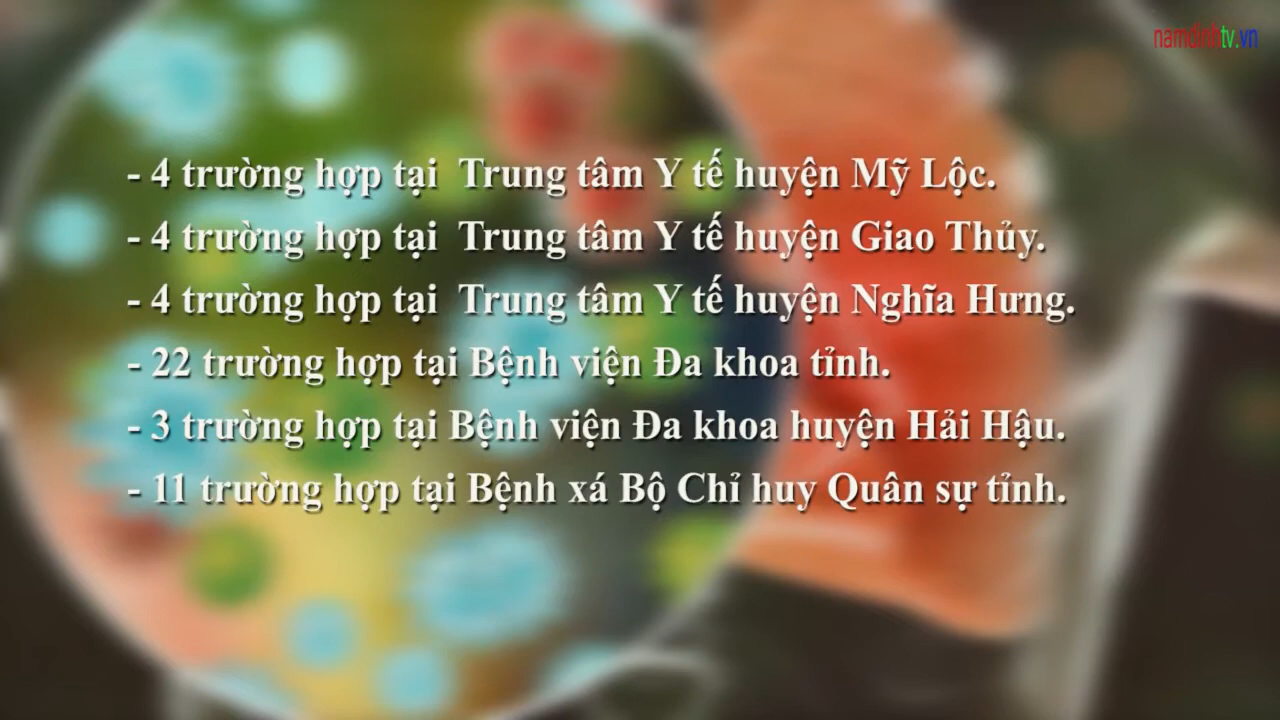 namdinhtv.vn
- 4 trường hợp tại  Trung tâm Y tế huyện Mỹ Lộc.
- 4 trường hợp tại  Trung tâm Y tế huyện Giao Thủy.
- 4 trường hợp tại  Trung tâm Y tế huyện Nghĩa Hưng.
- 22 trường hợp tại Bệnh viện Đa khoa tỉnh.
- 3 trường hợp tại Bệnh viện Đa khoa huyện Hải Hậu.
- 11 trường hợp tại Bệnh xá Bộ Chỉ huy Quân sự tỉnh.